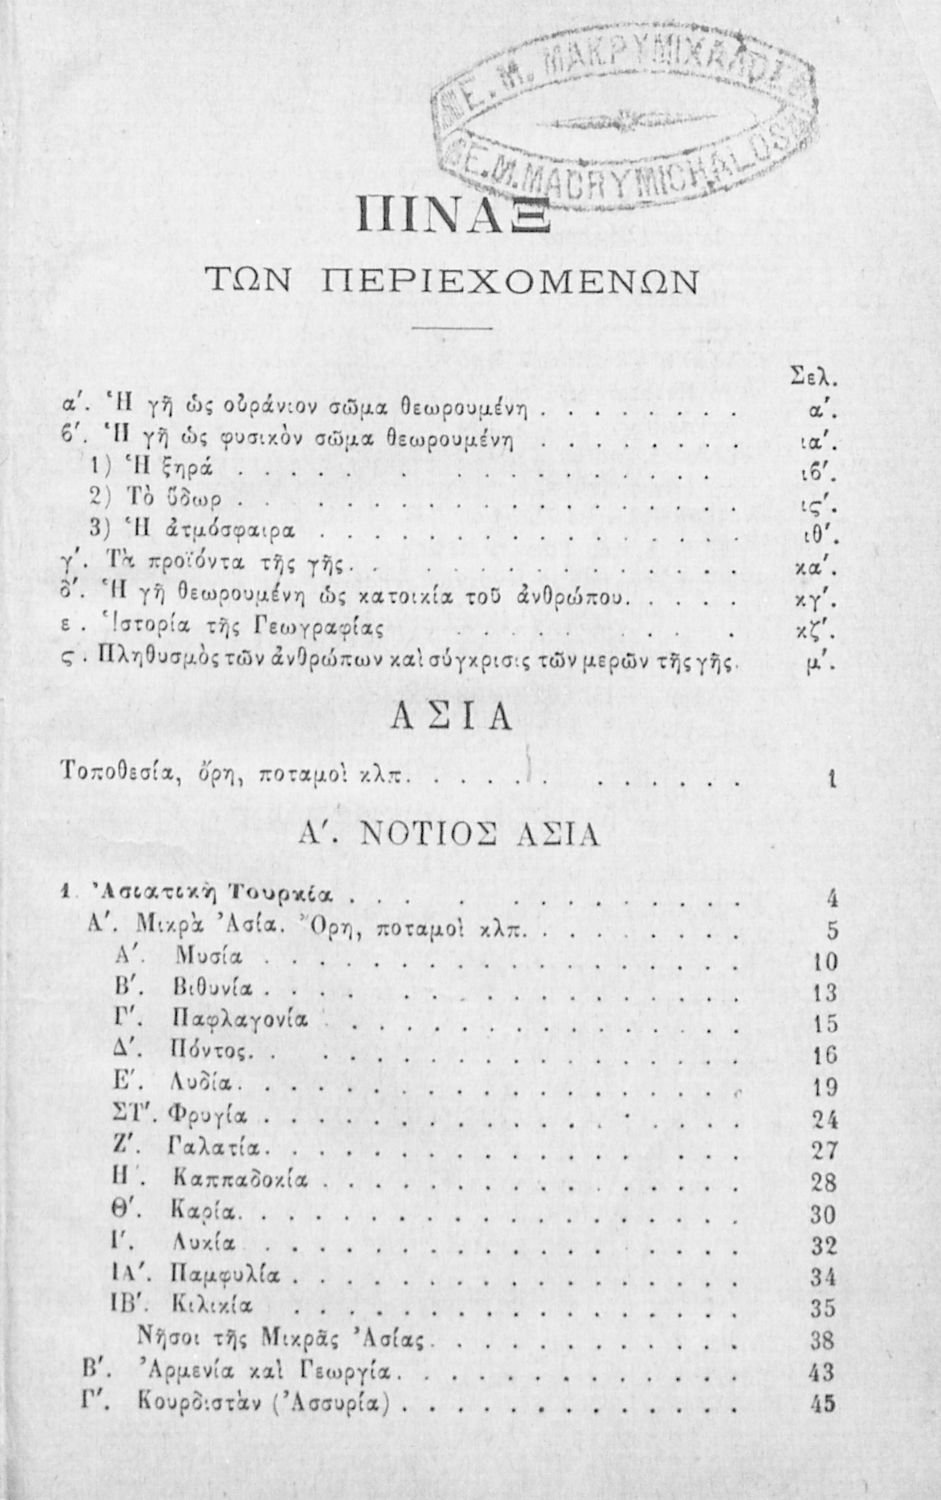 Ε. Μ. ΜΑΚΡΥΜΙΧΑΛΟΣ
E. M. MACRYMICHALOS
ΠΙΝΑΞ
ΤΩΝ ΠΕΡΙΕΧΟΜΕΝΩΝ
Σελ.
α΄. Ἡ γῆ ὡς οὐράνιον σῶμα θεωρουμένη . . . . . . . . α΄.
β΄. Ἡ γῆ ὡς φυσικὸν σῶμα θεωρουμένη . . . . . . . . ια΄.
1) Ἡ ξηρά . . . . . . . . . . . . . . . . ιβ΄.
2) Τὸ ὕδωρ . . . . . . . . . . . . . . . . ις΄.
3) Ἡ ἀτμόσφαιρα . . . . . . . . . . . . . . . ιθ΄.
γ΄. Τὰ προϊόντα τῆς γῆς. . . . . . . . . . . . . . κα΄.
δ΄. Ἡ γῆ θεωρουμένη ὡς κατοικία τοῦ ἀνθρώπου. . . . . κγ΄.
ε . Ἱστορία τῆς Γεωγραφίας . . . . . . . . κζ΄.
ς . Πληθυσμὸς τῶν ἀνθρώπων καὶ σύγκρισις τῶν μερῶν τῆς γῆς. μ΄.
ΑΣΙΑ
Τοποθεσία, ὄρη, ποταμοὶ κλπ. . . . . . . . . . . . 1
Α΄. ΝΟΤΙΟΣ ΑΣΙΑ
1. Ἀσιατικὴ Τουρκία . . . . . . . . . . . . . 4
Α΄. Μικρὰ Ἀσία. Ὄρη, ποταμοὶ κλπ. . . . . . . . . 5
Α΄. Μυσία . . . . . . . . . . . . . . . . . . 10
Β΄. Βιθυνία . . . . . . . . . . . . . . . . . 13
Γ΄. Παφλαγονία . . . . . . . . . . . . . . . . 15
Δ΄. Πόντος. . . . . . . . . . . . . . . . . . 16
Ε΄. Λυδία. . . . . . . . . . . . . . . . . . . 19
ΣΤ΄. Φρυγία . . . . . . . . . . . . . . . . . . 24
Ζ΄. Γαλατία. . . . . . . . . . . . . . . . . . 27
Η΄. Καππαδοκία . . . . . . . . . . . . . . . . 28
Θ΄. Καρία. . . . . . . . . . . . . . . . . . . 30
Ι΄. Λυκία . . . . . . . . . . . . . . . . . . 32
ΙΑ΄. Παμφυλία . . . . . . . . . . . . . . . . . 34
ΙΒ΄. Κιλικία . . . . . . . . . . . . . . . . . 35
Νῆσοι τῆς Μικρᾶς Ἀσίας. . . . . . . . . . . . 38
Β΄. Ἀρμενία καὶ Γεωργία. . . . . . . . . . . . . 43
Γ΄. Κουρδιστὰν (Ἀσσυρία) . . . . . . . . . . . . . 45